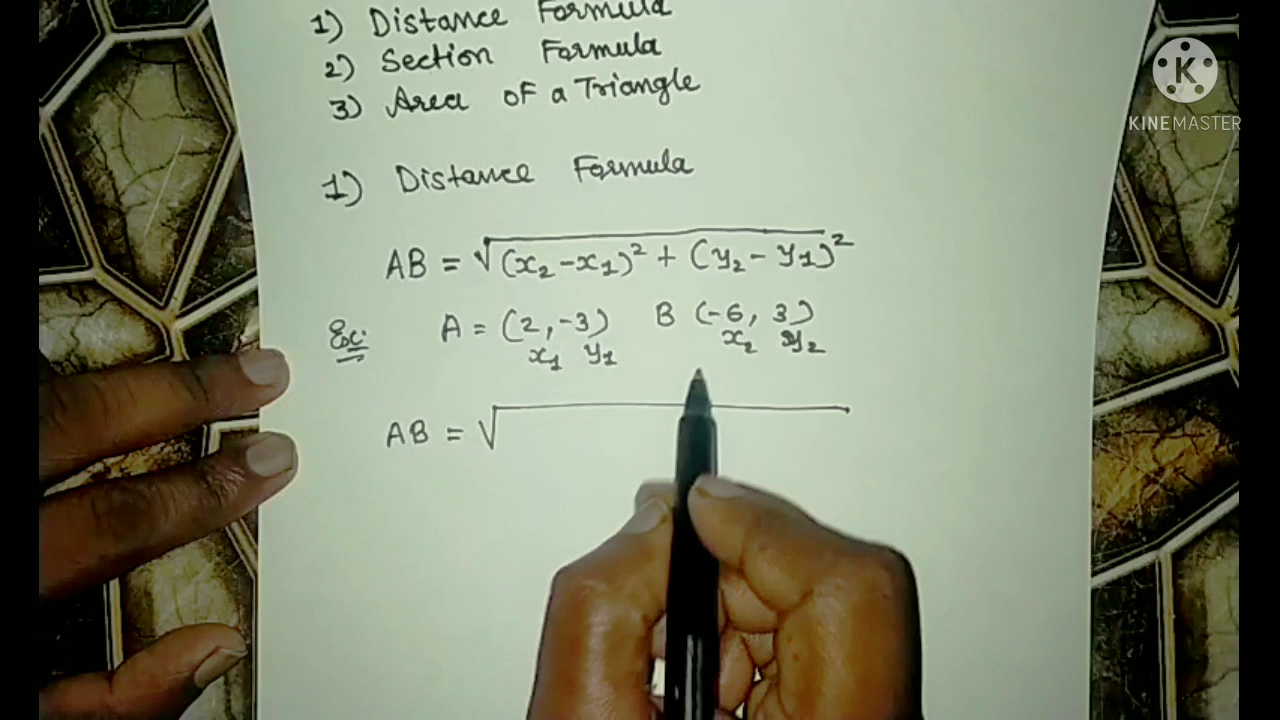 1) Distance Formula
2) Section Formula
3) Area of a Triangle
KINEMASTER
1) Distance Formula
AB = √(x₂ - x₁)² + (y₂ - y₁)²
Ex: A = (2, -3) B (-6, 3)
x₁ y₁ x₂ y₂
AB = √